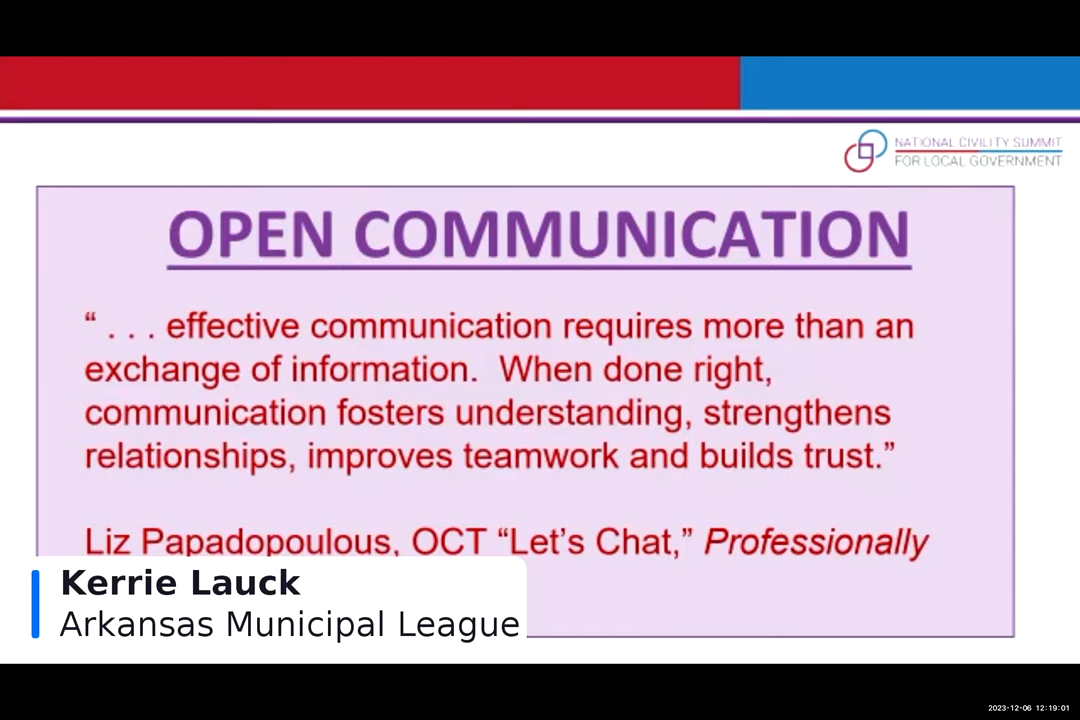 NATIONAL CIVILITY SUMMIT
FOR LOCAL GOVERNMENT
OPEN COMMUNICATION
“ . . . effective communication requires more than an
exchange of information.  When done right,
communication fosters understanding, strengthens
relationships, improves teamwork and builds trust.”
Liz Papadopoulous, OCT “Let’s Chat,” Professionally
Kerrie Lauck
Arkansas Municipal League
2023-12-06 12:19:01